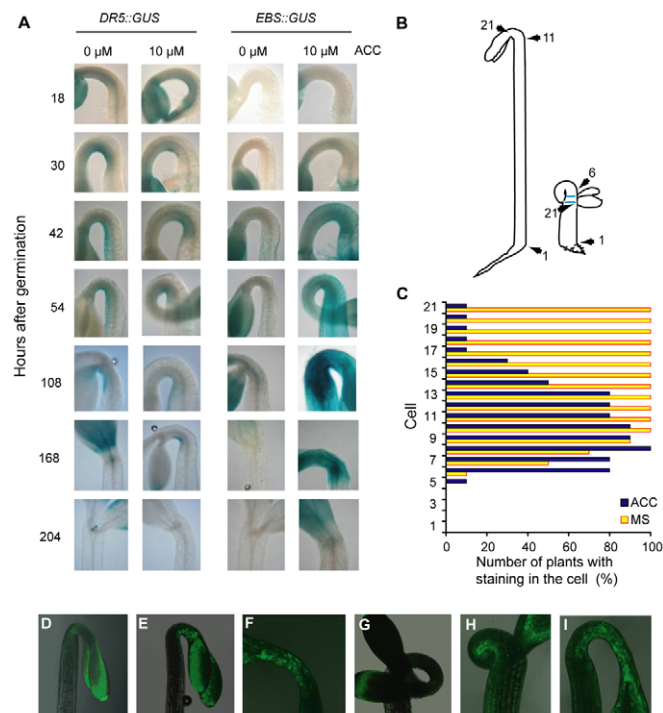 A
DR5::GUS EBS::GUS
0 µM 10 µM 0 µM 10 µM ACC
Hours after germination
18
30
42
54
108
168
204
B
21
11
1
6
21
1
C
Cell
21
19
17
15
13
11
9
7
5
3
1
ACC
MS
0 20 40 60 80 100
Number of plants with
staining in the cell (%)
D E F G H I